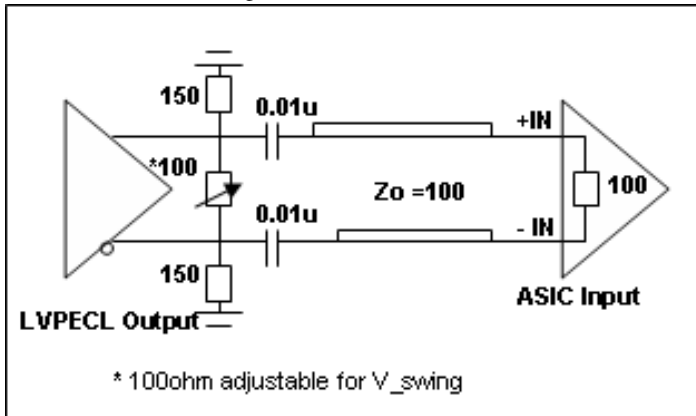 150
0.01u
+IN
*100
Zo =100
100
0.01u
- IN
150
ASIC Input
LVPECL Output
* 100ohm adjustable for V_swing